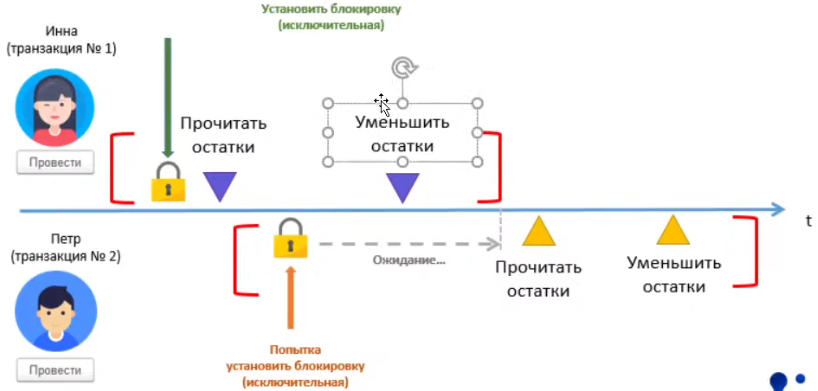 Установить блокировку
(исключительная)
Инна
(транзакция № 1)
Провести
Прочитать
остатки
Уменьшить
остатки
t
Петр
(транзакция № 2)
Провести
Ожидание...
Прочитать
остатки
Уменьшить
остатки
Попытка
установить блокировку
(исключительная)